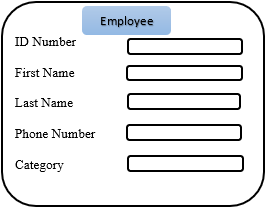 Employee
ID Number
First Name
Last Name
Phone Number
Category